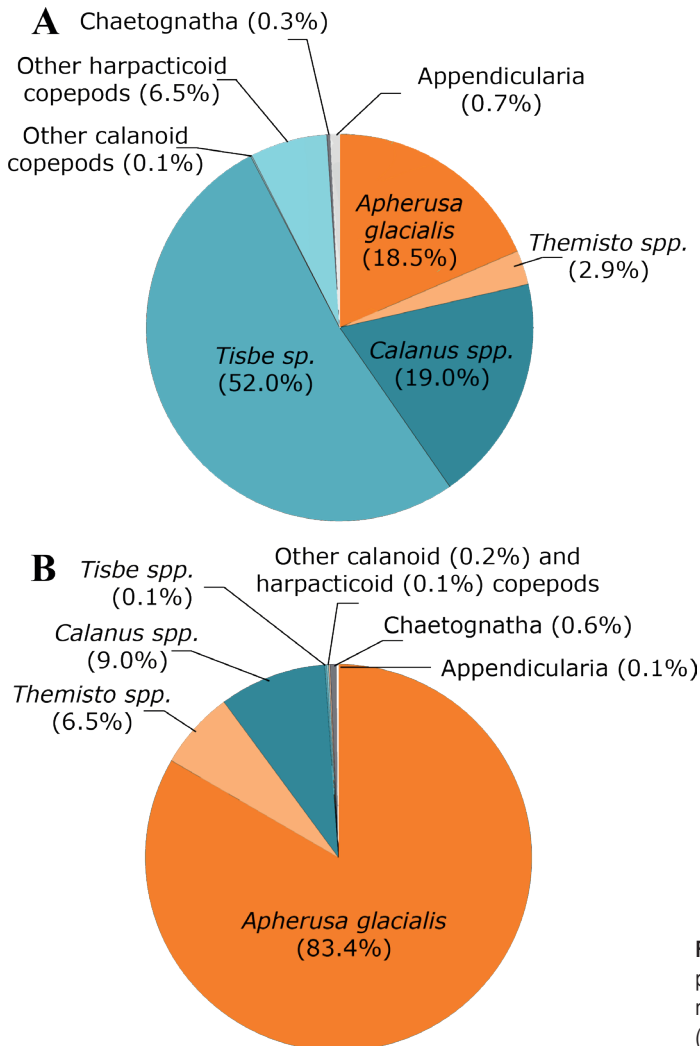 A
Chaetognatha (0.3%)
Other harpacticoid
copepods (6.5%)
Appendicularia
(0.7%)
Other calanoid
copepods (0.1%)
Apherusa
glacialis
(18.5%)
Themisto spp.
(2.9%)
Tisbe sp.
(52.0%)
Calanus spp.
(19.0%)
B
Other calanoid (0.2%) and
harpacticoid (0.1%) copepods
Tisbe spp.
(0.1%)
Chaetognatha (0.6%)
Calanus spp.
(9.0%)
Appendicularia (0.1%)
Themisto spp.
(6.5%)
Apherusa glacialis
(83.4%)